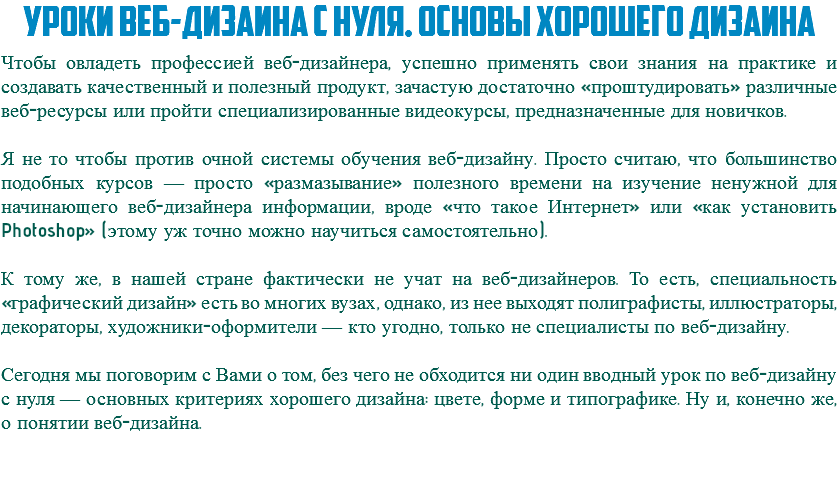 УРОКИ ВЕБ-ДИЗАЙНА С НУЛЯ. ОСНОВЫ ХОРОШЕГО ДИЗАЙНА
Чтобы овладеть профессией веб-дизайнера, успешно применять свои знания на практике и
создавать качественный и полезный продукт, зачастую достаточно «проштудировать» различные
веб-ресурсы или пройти специализированные видеокурсы, предназначенные для новичков.
Я не то чтобы против очной системы обучения веб-дизайну. Просто считаю, что большинство
подобных курсов — просто «размазывание» полезного времени на изучение ненужной для
начинающего веб-дизайнера информации, вроде «что такое Интернет» или «как установить
Photoshop» (этому уж точно можно научиться самостоятельно).
К тому же, в нашей стране фактически не учат на веб-дизайнеров. То есть, специальность
«графический дизайн» есть во многих вузах, однако, из нее выходят полиграфисты, иллюстраторы,
декораторы, художники-оформители — кто угодно, только не специалисты по веб-дизайну.
Сегодня мы поговорим с Вами о том, без чего не обходится ни один вводный урок по веб-дизайну
с нуля — основных критериях хорошего дизайна: цвете, форме и типографике. Ну и, конечно же,
о понятии веб-дизайна.